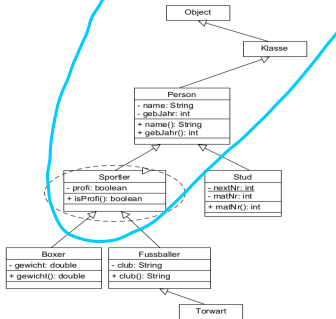 Object
Klasse
Person
- name: String
- gebJahr: int
+ name(): String
+ gebJahr(): int
Sportler
- profi: boolean
+ isProfi(): boolean
Stud
- nextNr: int
- matNr: int
+ matNr(): int
Boxer
- gewicht: double
+ gewicht(): double
Fussballer
- club: String
+ club(): String
Torwart